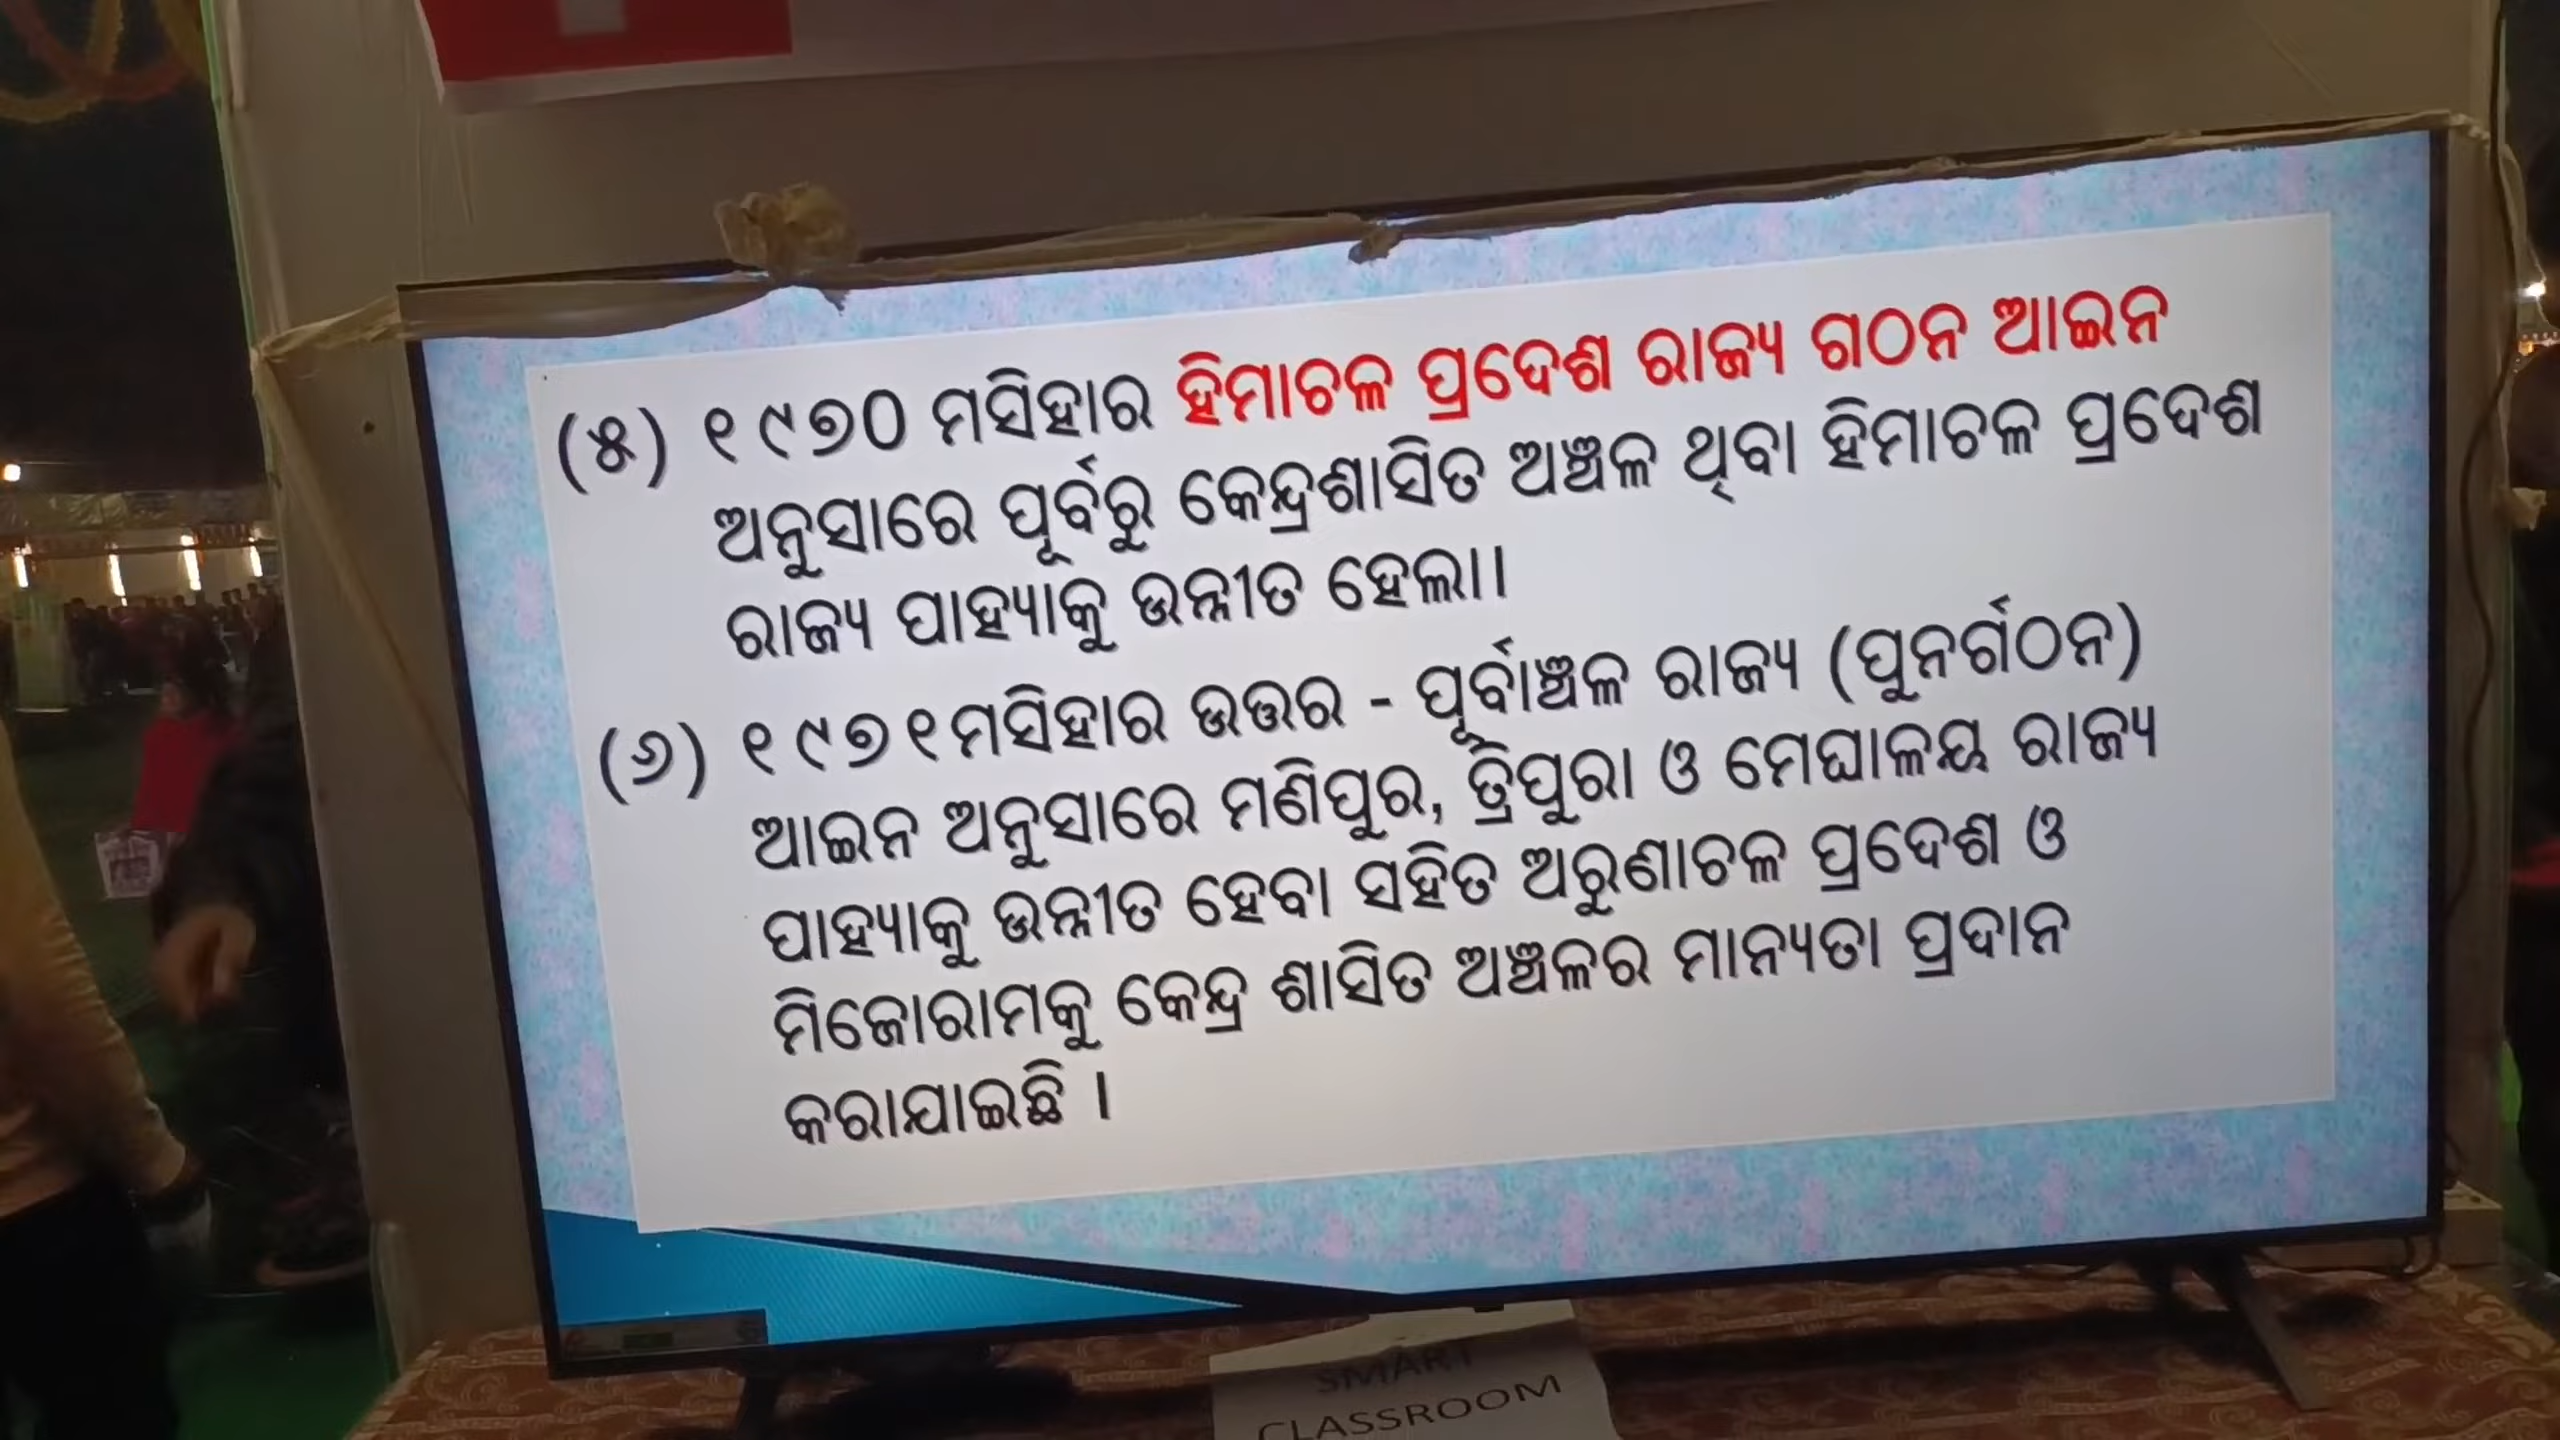 (୫) ୧୯୭୦ ମସିହାର ହିମାଚଳ ପ୍ରଦେଶ ରାଜ୍ୟ ଗଠନ ଆଇନ
ଅନୁସାରେ ପୂର୍ବରୁ କେନ୍ଦ୍ରଶାସିତ ଅଞ୍ଚଳ ଥିବା ହିମାଚଳ ପ୍ରଦେଶ
ରାଜ୍ୟ ପାହ୍ୟାକୁ ଉନ୍ନୀତ ହେଲା।
(୬) ୧୯୭୧ମସିହାର ଉତ୍ତର - ପୂର୍ବାଞ୍ଚଳ ରାଜ୍ୟ (ପୁନର୍ଗଠନ)
ଆଇନ ଅନୁସାରେ ମଣିପୁର, ତ୍ରିପୁରା ଓ ମେଘାଳୟ ରାଜ୍ୟ
ପାହ୍ୟାକୁ ଉନ୍ନୀତ ହେବା ସହିତ ଅରୁଣାଚଳ ପ୍ରଦେଶ ଓ
ମିଜୋରାମକୁ କେନ୍ଦ୍ର ଶାସିତ ଅଞ୍ଚଳର ମାନ୍ୟତା ପ୍ରଦାନ
କରାଯାଇଛି ।
SMART
CLASSROOM